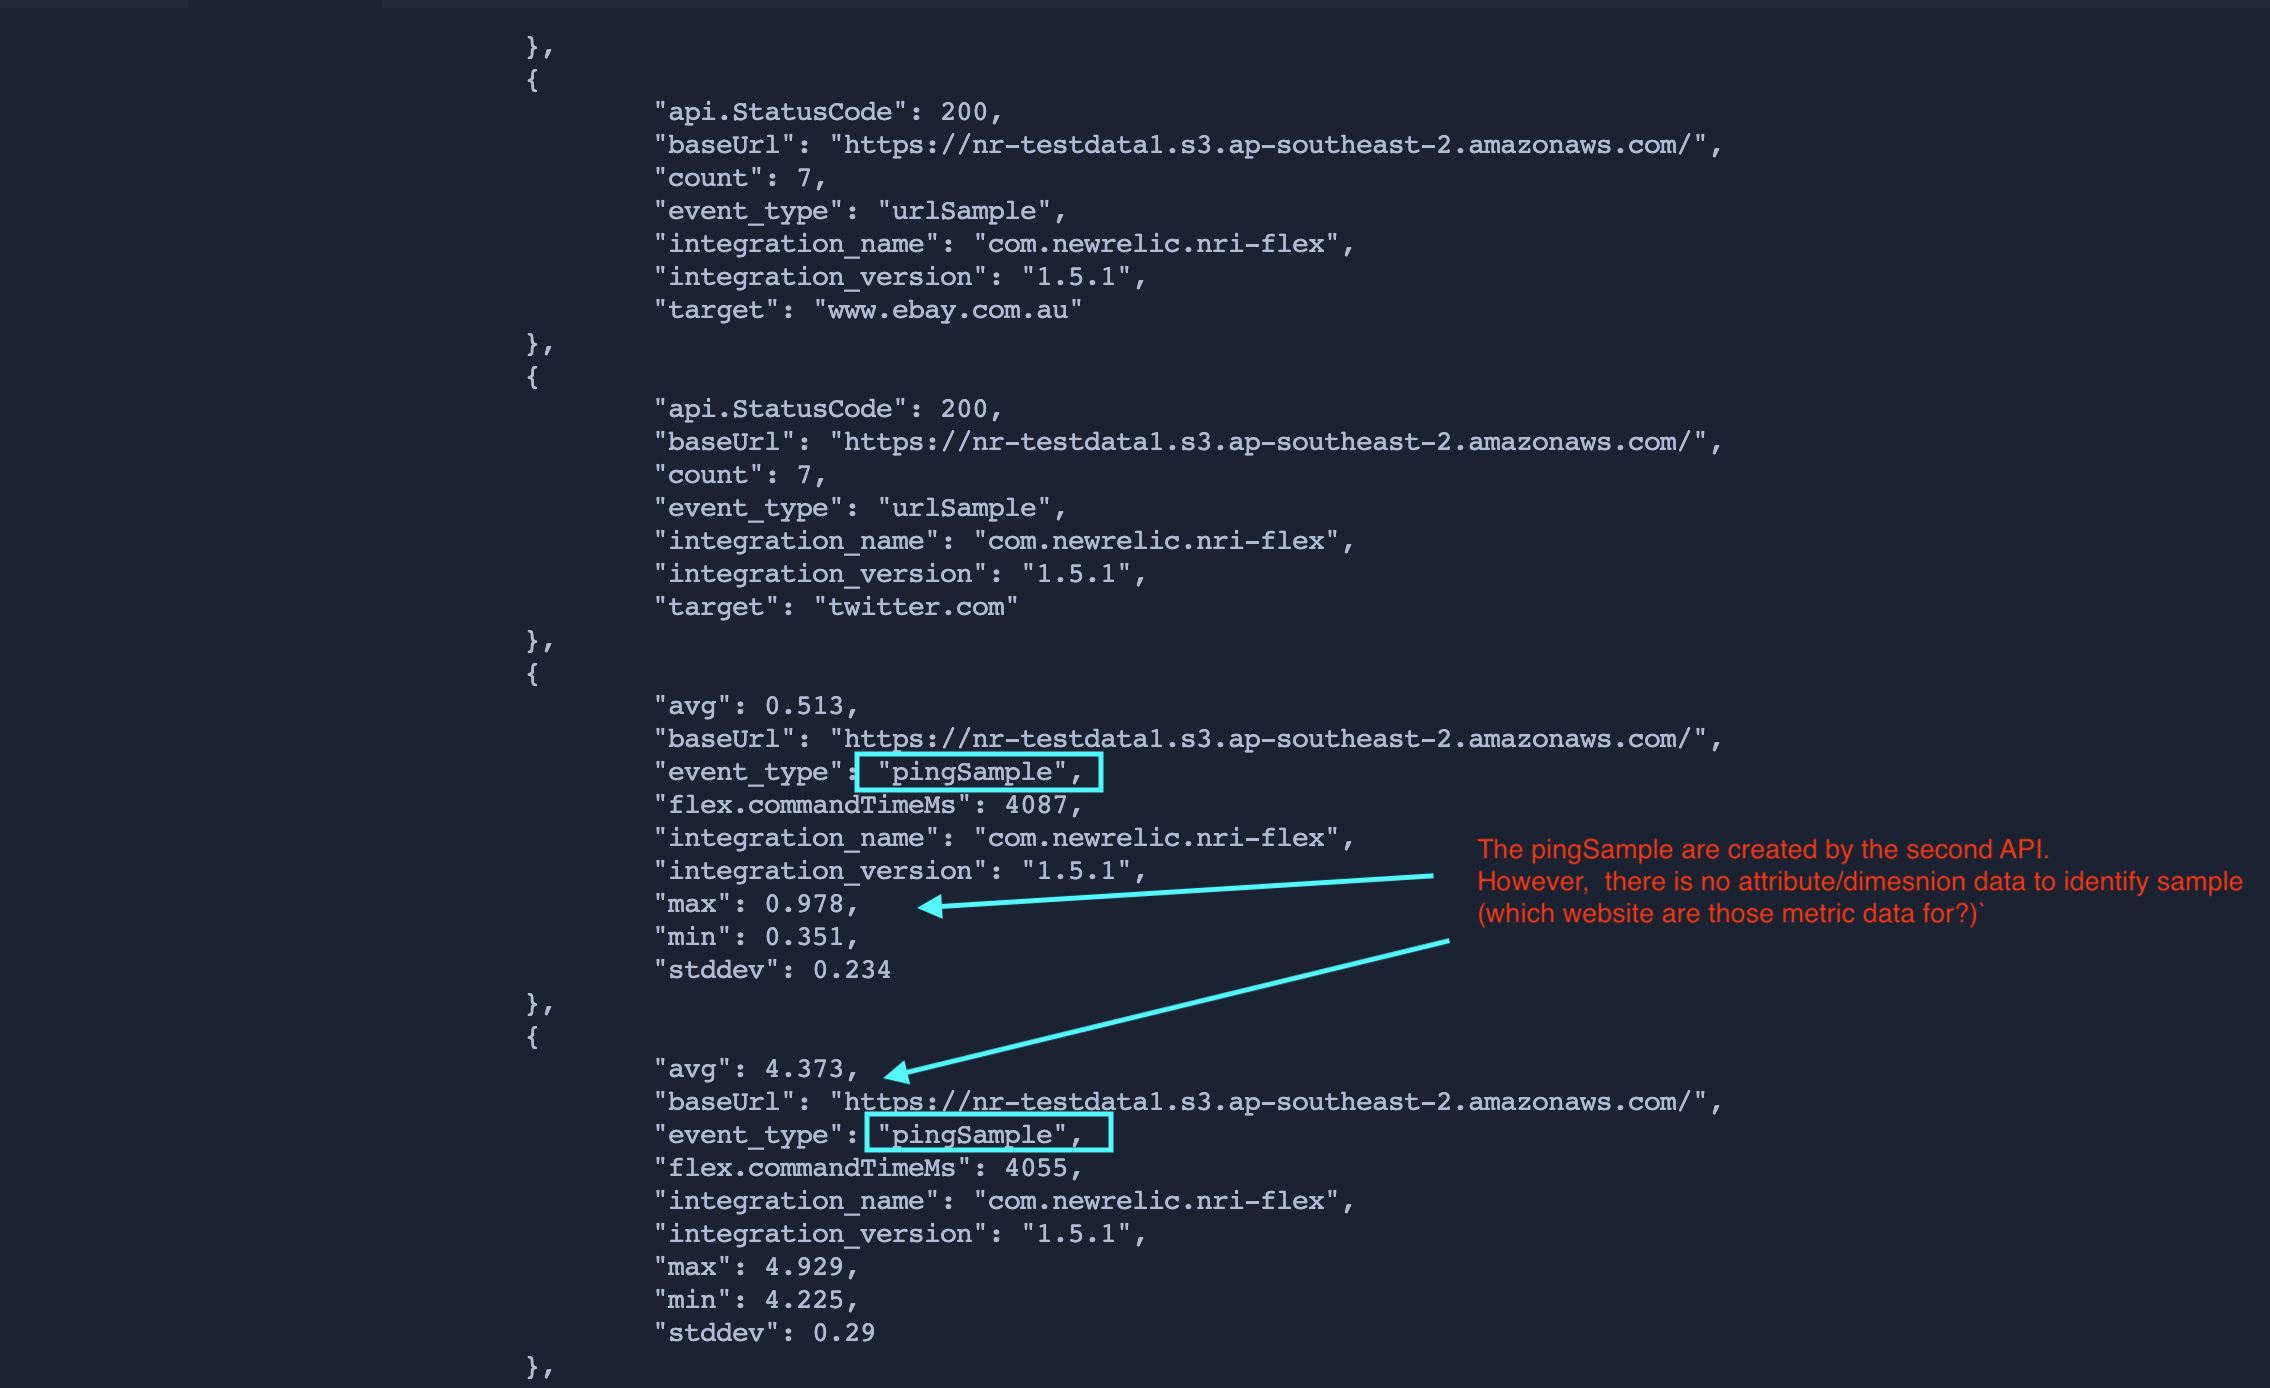 },
{
"api.StatusCode": 200,
"baseUrl": "https://nr-testdata1.s3.ap-southeast-2.amazonaws.com/",
"count": 7,
"event_type": "urlSample",
"integration_name": "com.newrelic.nri-flex",
"integration_version": "1.5.1",
"target": "www.ebay.com.au"
},
{
"api.StatusCode": 200,
"baseUrl": "https://nr-testdata1.s3.ap-southeast-2.amazonaws.com/",
"count": 7,
"event_type": "urlSample",
"integration_name": "com.newrelic.nri-flex",
"integration_version": "1.5.1",
"target": "twitter.com"
},
{
"avg": 0.513,
"baseUrl": "https://nr-testdata1.s3.ap-southeast-2.amazonaws.com/",
"event_type": "pingSample",
"flex.commandTimeMs": 4087,
"integration_name": "com.newrelic.nri-flex",
"integration_version": "1.5.1",
"max": 0.978,
"min": 0.351,
"stddev": 0.234
The pingSample are created by the second API.
However,  there is no attribute/dimesnion data to identify sample
(which website are those metric data for?)`
},
{
"avg": 4.373,
"baseUrl": "https://nr-testdata1.s3.ap-southeast-2.amazonaws.com/",
"event_type": "pingSample",
"flex.commandTimeMs": 4055,
"integration_name": "com.newrelic.nri-flex",
"integration_version": "1.5.1",
"max": 4.929,
"min": 4.225,
"stddev": 0.29
},